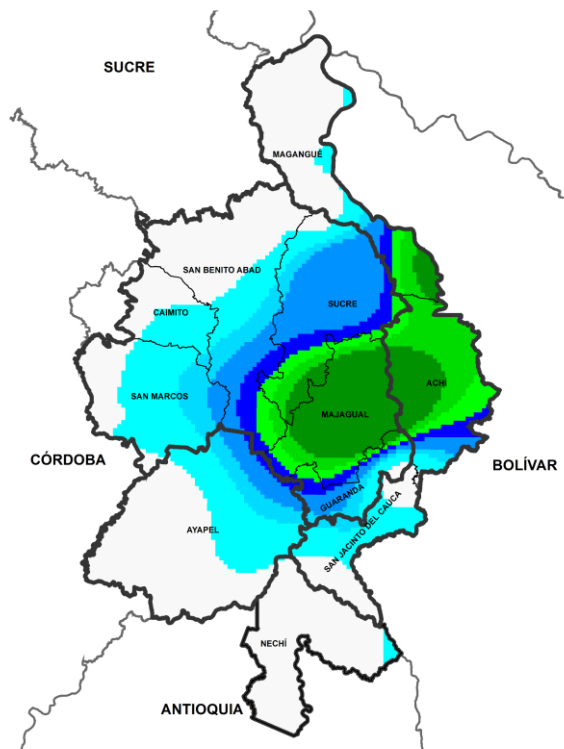 SUCRE
MAGANGUÉ
SAN BENITO ABAD
CAIMITO
SUCRE
SAN MARCOS
ACHÍ
MAJAGUAL
CÓRDOBA
BOLÍVAR
GUARANDA
AYAPEL
SAN JACINTO DEL CAUCA
NECHÍ
ANTIOQUIA